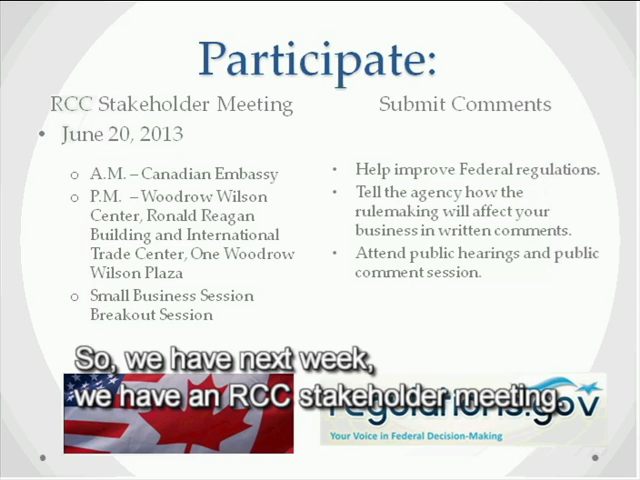 Participate:
RCC Stakeholder Meeting
• June 20, 2013
o A.M. – Canadian Embassy
o P.M. – Woodrow Wilson
Center, Ronald Reagan
Building and International
Trade Center, One Woodrow
Wilson Plaza
o Small Business Session
Breakout Session
Submit Comments
• Help improve Federal regulations.
• Tell the agency how the
rulemaking will affect your
business in written comments.
• Attend public hearings and public
comment session.
So, we have next week,
we have an RCC stakeholder meeting.
regulations.gov
Your Voice in Federal Decision-Making